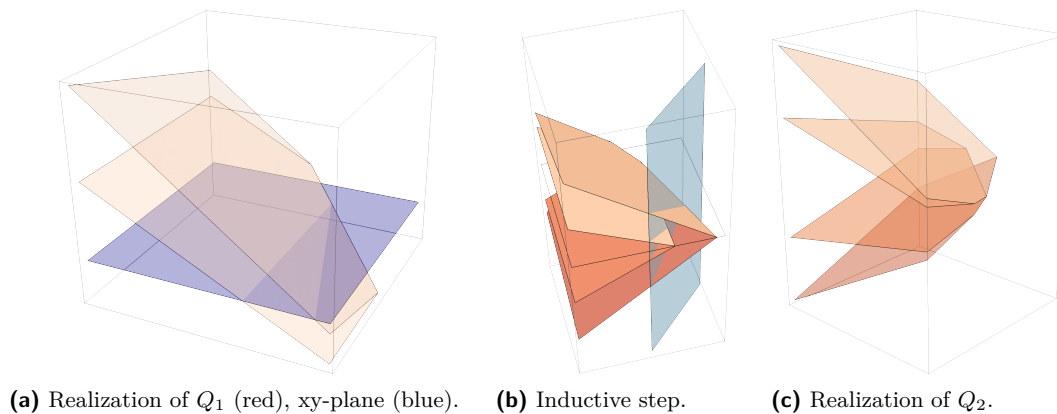 (a) Realization of Q₁ (red), xy-plane (blue). (b) Inductive step. (c) Realization of Q₂.